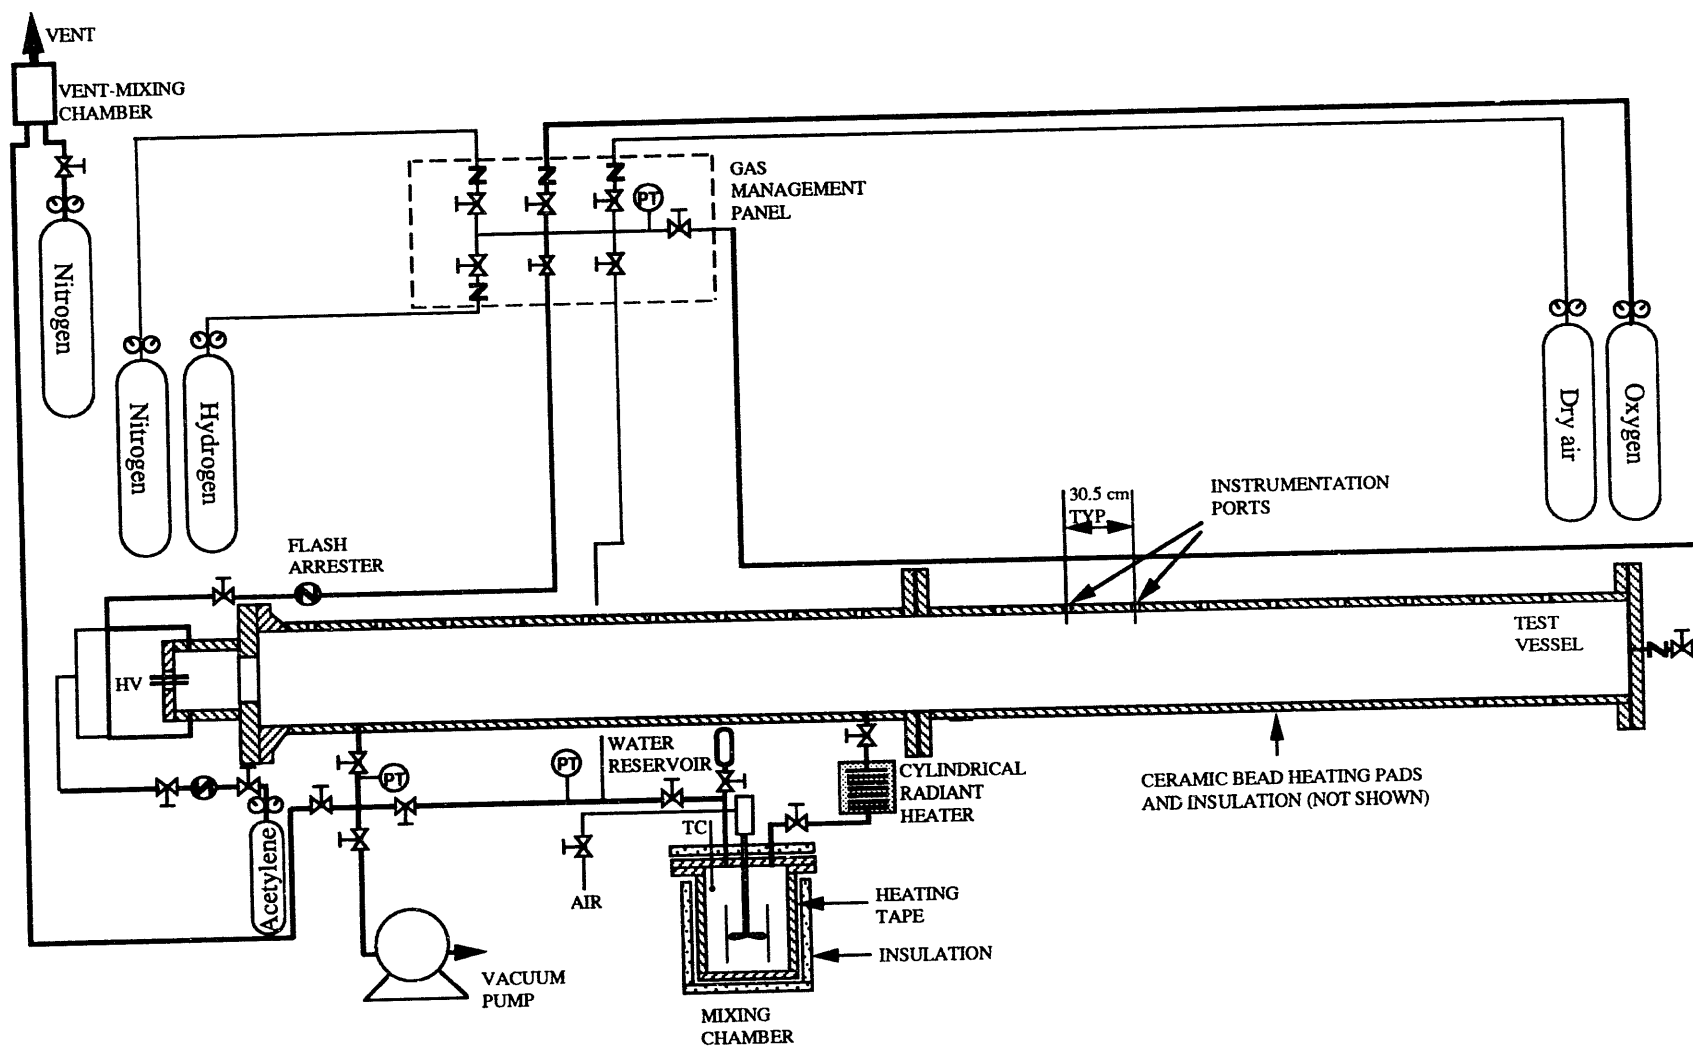 VENT
VENT-MIXING
CHAMBER
GAS
MANAGEMENT
PANEL
PT
Nitrogen
Nitrogen
Hydrogen
Dry air
Oxygen
30.5 cm
TYP
INSTRUMENTATION
PORTS
FLASH
ARRESTER
TEST
VESSEL
HV
WATER
RESERVOIR
PT
PT
CYLINDRICAL
RADIANT
HEATER
CERAMIC BEAD HEATING PADS
AND INSULATION (NOT SHOWN)
TC
Acetylene
AIR
HEATING
TAPE
INSULATION
VACUUM
PUMP
MIXING
CHAMBER